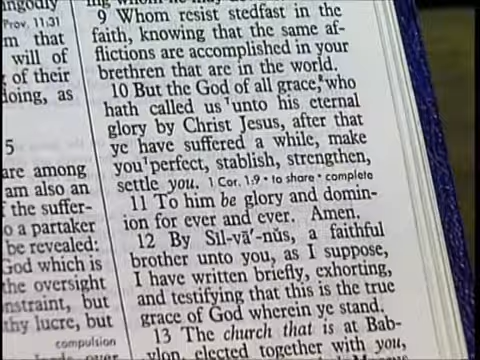 ungodly
Prov. 11:31
m that
will of
of their
doing, as
5
are among
am also an
f the suffer-
o a partaker
be revealed:
God which is
the oversight
nstraint, but
thy lucre, but
compulsion
9 Whom resist stedfast in the
faith, knowing that the same af-
flictions are accomplished in your
brethren that are in the world.
10 But the God of all grace, who
hath called us unto his eternal
glory by Christ Jesus, after that
ye have suffered a while, make
you perfect, stablish, strengthen,
settle you. 1 Cor. 1:9 • to share • complete
11 To him be glory and domin-
ion for ever and ever. Amen.
12 By Sil-vā′-nŭs, a faithful
brother unto you, as I suppose,
I have written briefly, exhorting,
and testifying that this is the true
grace of God wherein ye stand.
13 The church that is at Bab-
ylon, elected together with you,